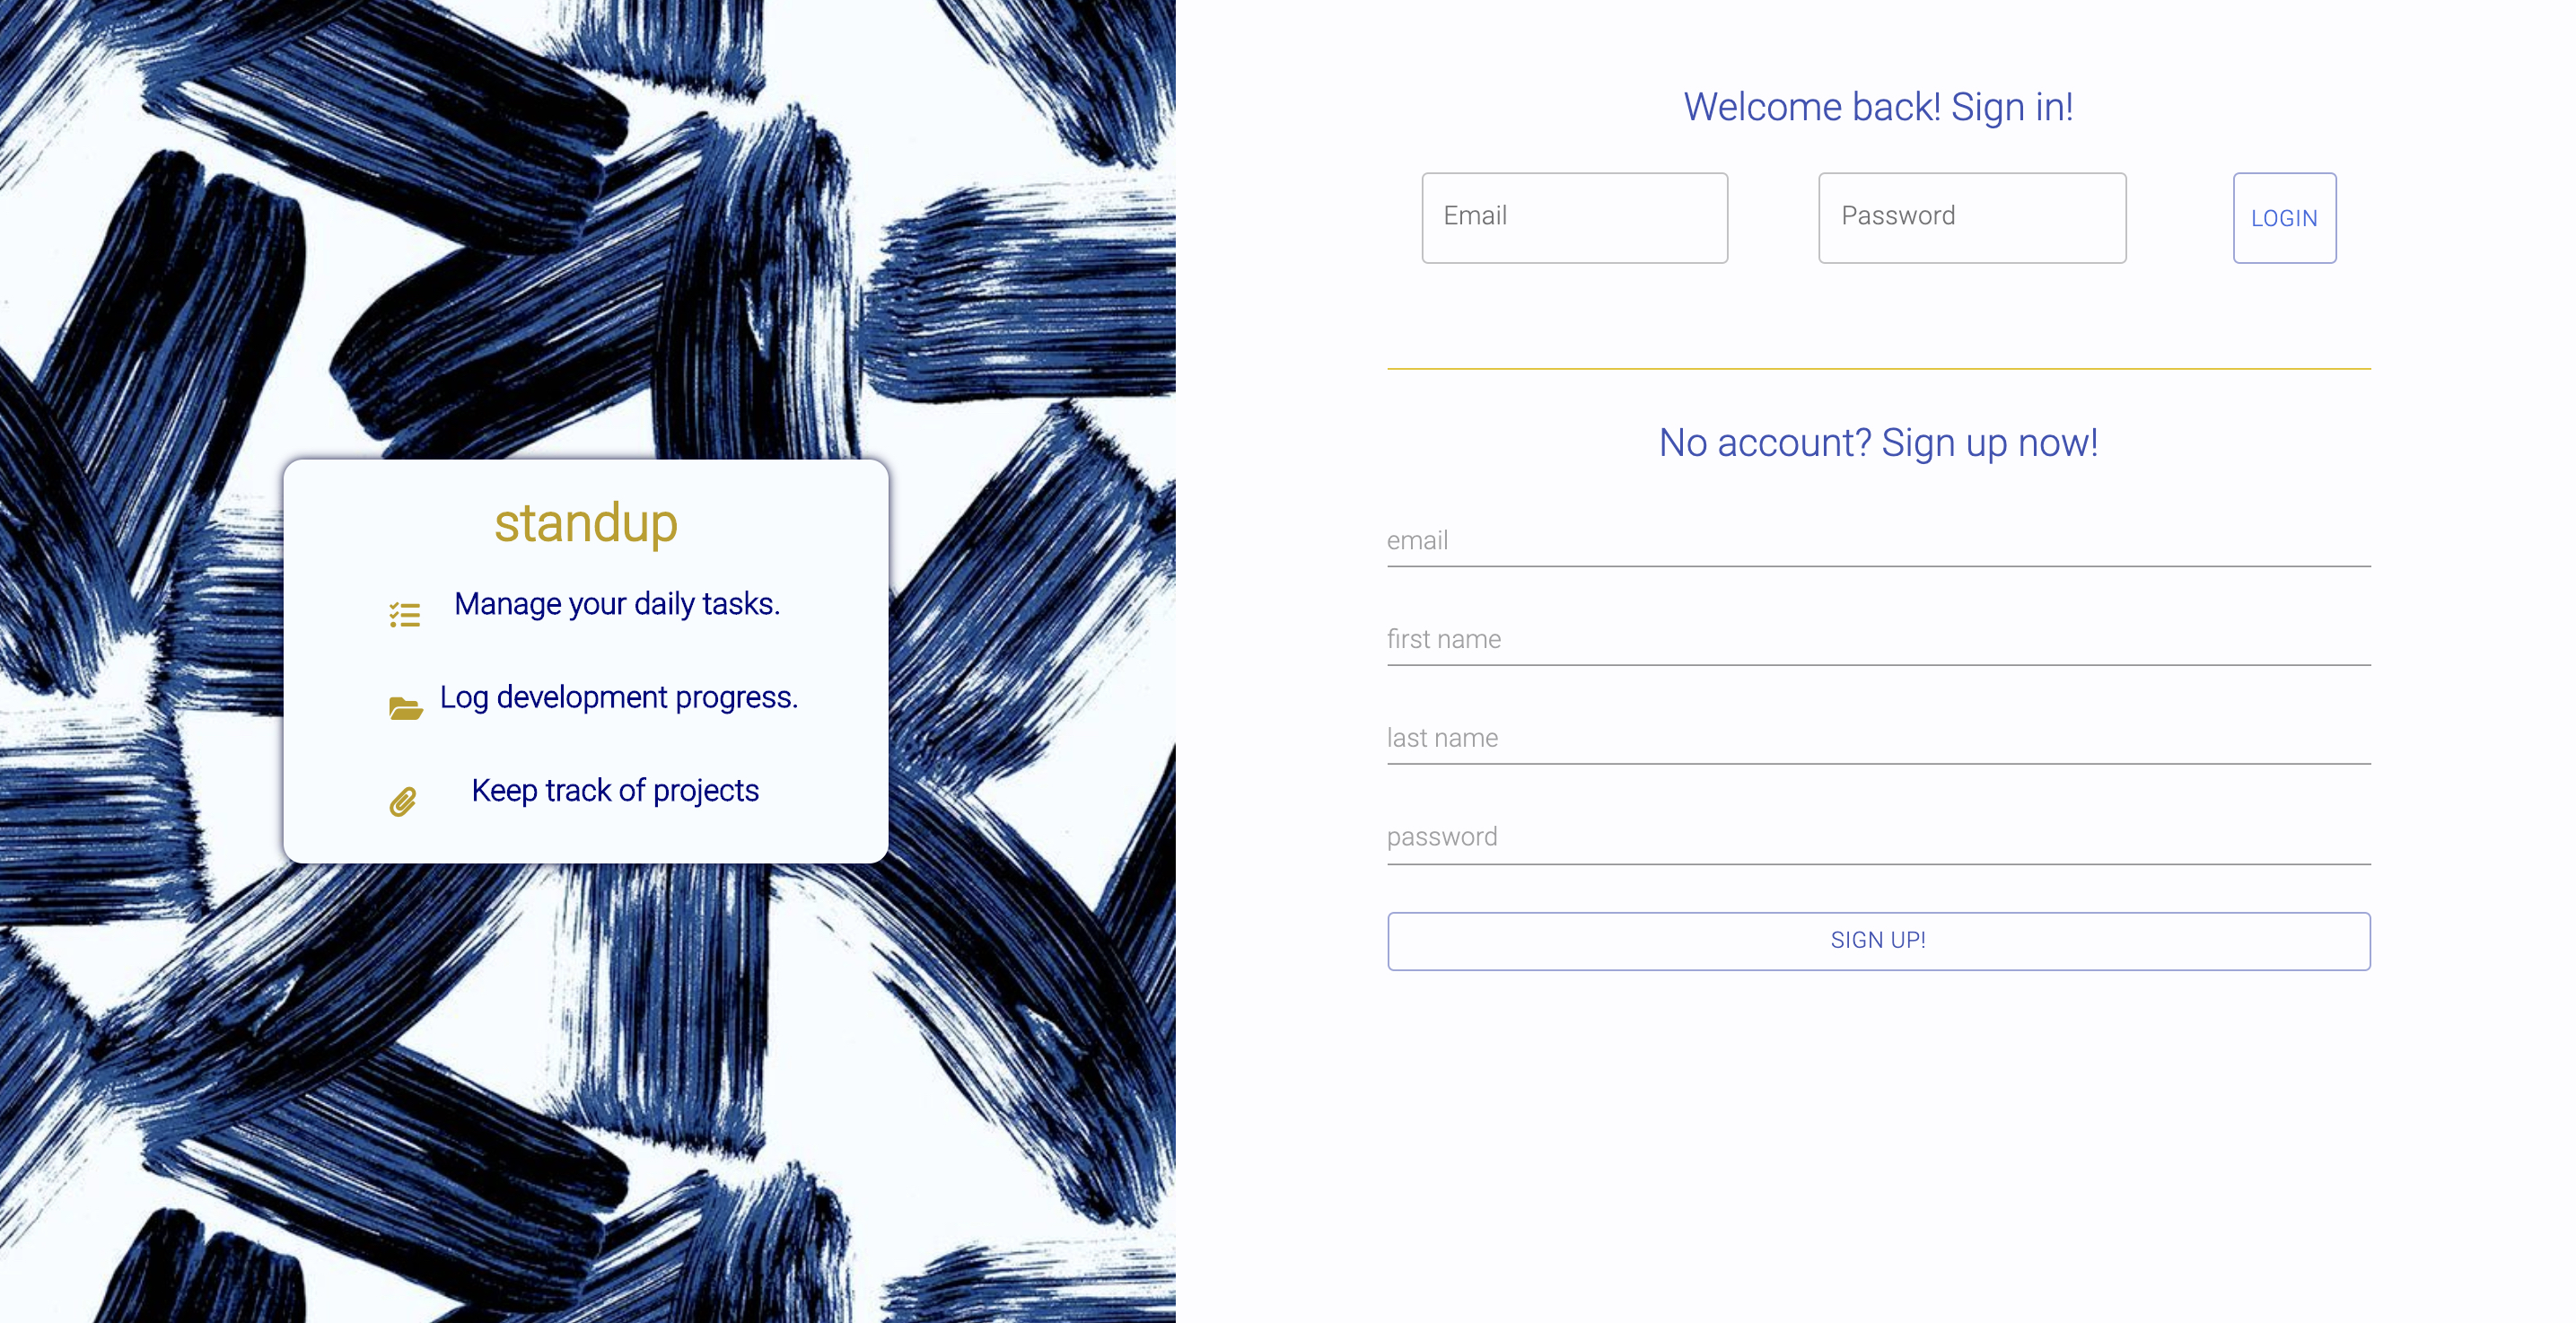 standup
Manage your daily tasks.
Log development progress.
Keep track of projects
Welcome back! Sign in!
Email
Password
LOGIN
No account? Sign up now!
email
first name
last name
password
SIGN UP!